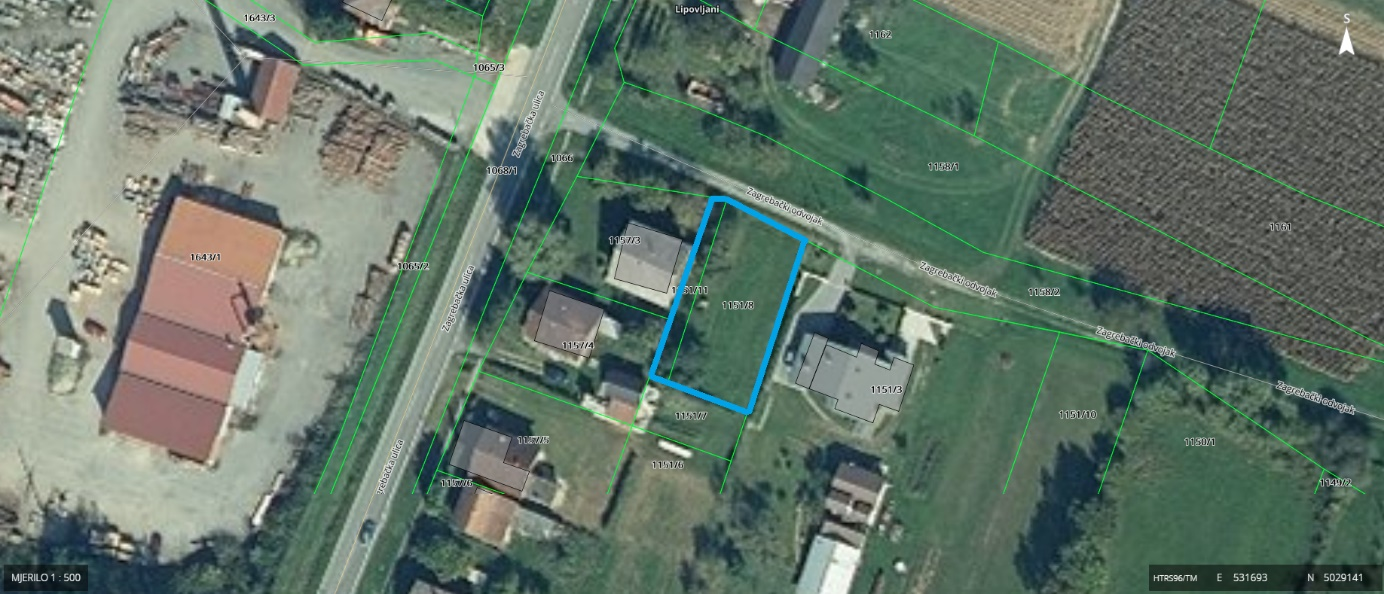 Lipovljani
S
1643/3
1162
1065/3
Zagrebačka ulica
1066
1068/1
1158/1
Zagrebački odvojak
1161
1157/3
1643/1
1065/2
1151/8
Zagrebačka ulica
Zagrebački odvojak
1158/2
1157/4
Zagrebački odvojak
1151/3
Zagrebački odvojak
1151/7
1151/10
1157/5
1150/1
1151/6
1157/6
1149/2
MJERILO 1 : 500
HTRS96/TM E 531693 N 5029141